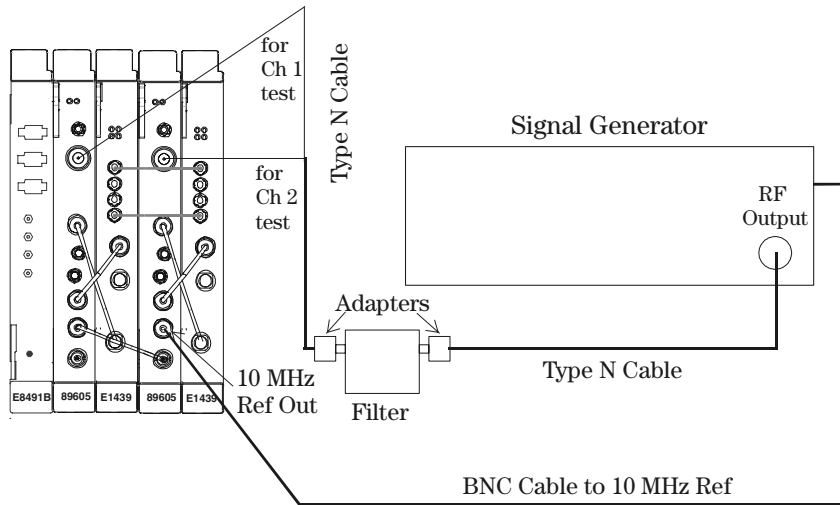 for
Ch 1
test
Type N Cable
for
Ch 2
test
Signal Generator
RF
Output
Adapters
Type N Cable
Filter
10 MHz
Ref Out
E8491B
89605
E1439
89605
E1439
BNC Cable to 10 MHz Ref